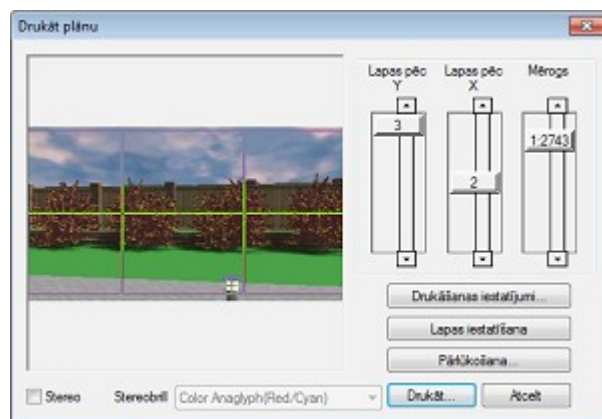 Drukāt plānu
Lapas pēc Y
Lapas pēc X
Mērogs
3
2
1:2743
Drukāšanas iestatījumi...
Lapas iestatīšana
Pārlūkošana...
Stereo
Stereobrill
Color Anaglyph(Red/Cyan)
Drukāt...
Atcelt